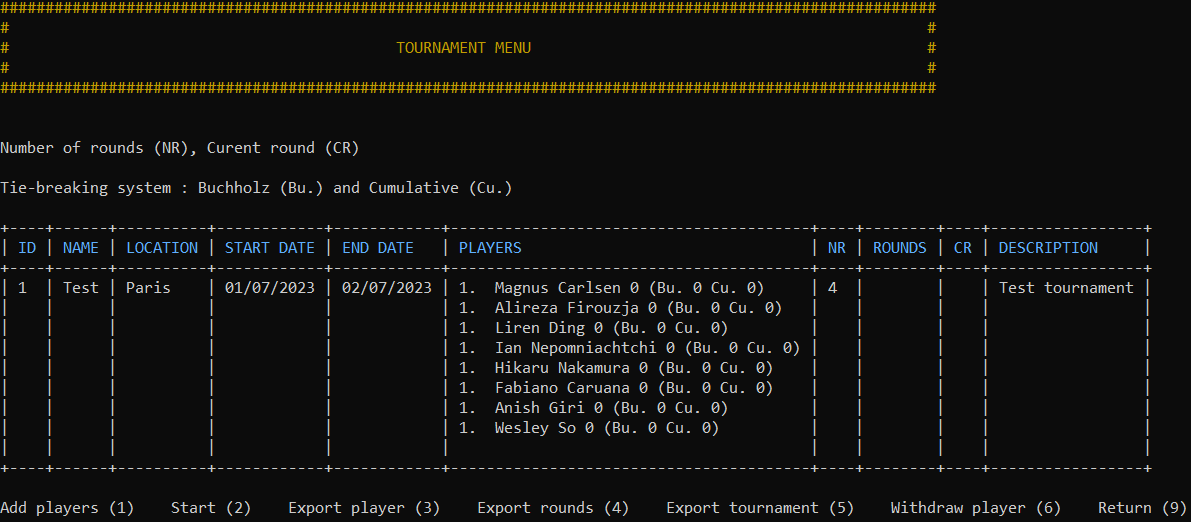 ########################################################################################################
#                                                                                                      #
#                                           TOURNAMENT MENU                                            #
#                                                                                                      #
########################################################################################################
Number of rounds (NR), Curent round (CR)
Tie-breaking system : Buchholz (Bu.) and Cumulative (Cu.)
+----+------+----------+------------+------------+----------------------------------------+----+--------+----+-----------------+
| ID | NAME | LOCATION | START DATE | END DATE   | PLAYERS                                | NR | ROUNDS | CR | DESCRIPTION     |
+----+------+----------+------------+------------+----------------------------------------+----+--------+----+-----------------+
| 1  | Test | Paris    | 01/07/2023 | 02/07/2023 | 1.  Magnus Carlsen 0 (Bu. 0 Cu. 0)     | 4  |        |    | Test tournament |
|    |      |          |            |            | 1.  Alireza Firouzja 0 (Bu. 0 Cu. 0)   |    |        |    |                 |
|    |      |          |            |            | 1.  Liren Ding 0 (Bu. 0 Cu. 0)         |    |        |    |                 |
|    |      |          |            |            | 1.  Ian Nepomniachtchi 0 (Bu. 0 Cu. 0) |    |        |    |                 |
|    |      |          |            |            | 1.  Hikaru Nakamura 0 (Bu. 0 Cu. 0)    |    |        |    |                 |
|    |      |          |            |            | 1.  Fabiano Caruana 0 (Bu. 0 Cu. 0)    |    |        |    |                 |
|    |      |          |            |            | 1.  Anish Giri 0 (Bu. 0 Cu. 0)         |    |        |    |                 |
|    |      |          |            |            | 1.  Wesley So 0 (Bu. 0 Cu. 0)          |    |        |    |                 |
|    |      |          |            |            |                                        |    |        |    |                 |
+----+------+----------+------------+------------+----------------------------------------+----+--------+----+-----------------+
Add players (1)    Start (2)    Export player (3)    Export rounds (4)    Export tournament (5)    Withdraw player (6)    Return (9)